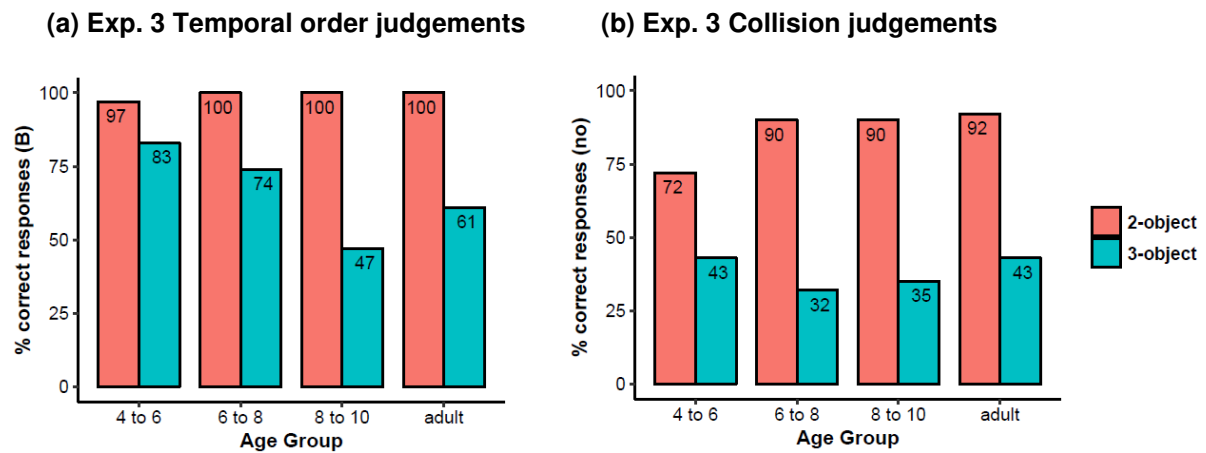 (a) Exp. 3 Temporal order judgements
% correct responses (B)
100
75
50
25
0
97
83
100
74
100
47
100
61
4 to 6
6 to 8
8 to 10
adult
Age Group
(b) Exp. 3 Collision judgements
% correct responses (no)
100
75
50
25
0
72
43
90
32
90
35
92
43
4 to 6
6 to 8
8 to 10
adult
Age Group
2-object
3-object